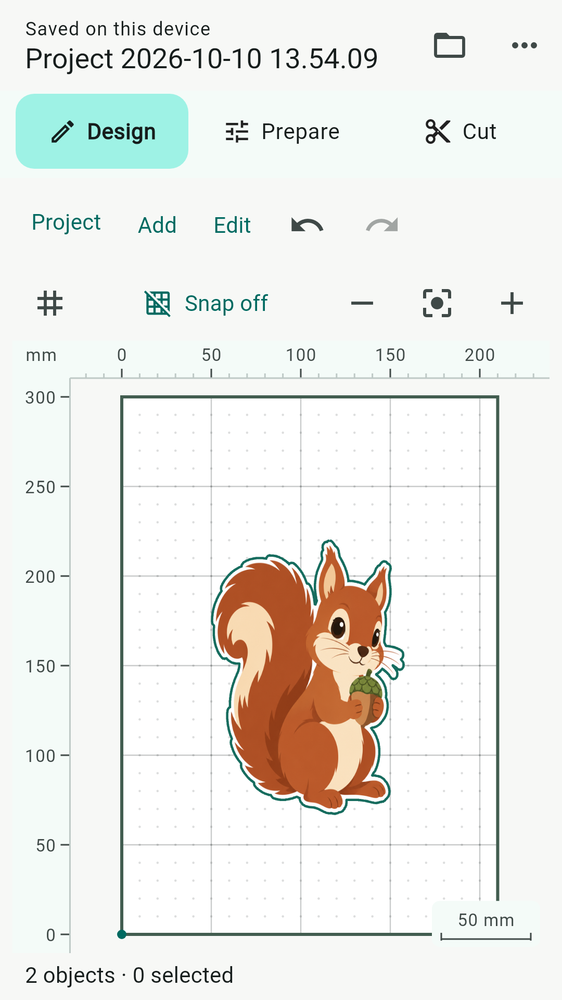 Saved on this device
Project 2026-10-10 13.54.09
Design Prepare Cut
Project Add Edit
Snap off
mm 0 50 100 150 200
300
250
200
150
100
50
0
50 mm
2 objects · 0 selected